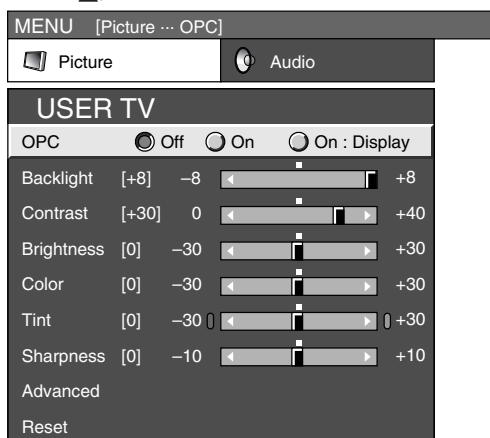 MENU [Picture ... OPC]
Picture Audio
USER TV
OPC Off On On : Display
Backlight [+8] –8 +8
Contrast [+30] 0 +40
Brightness [0] –30 +30
Color [0] –30 +30
Tint [0] –30 +30
Sharpness [0] –10 +10
Advanced
Reset